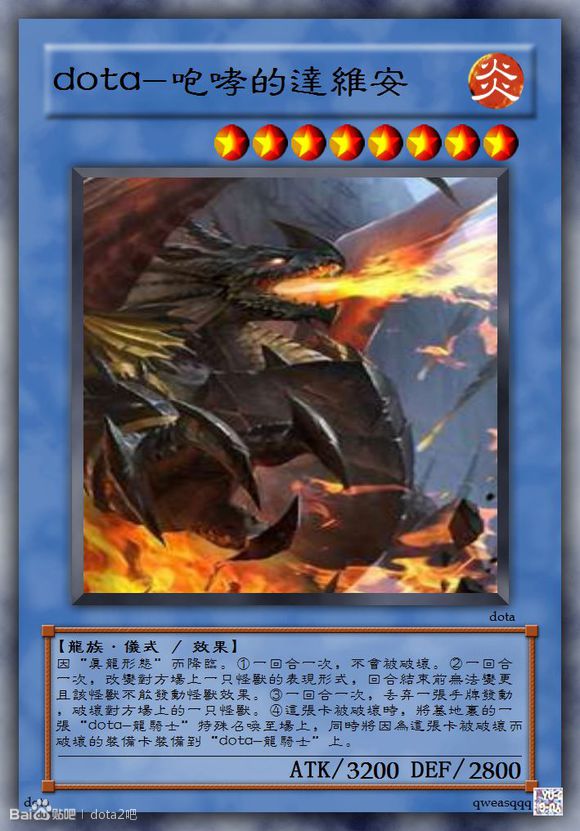 dota-咆哮的達維安
炎
dota
【龍族·儀式 / 效果】
因"真龍形態"而降臨。①一回合一次，不會被破壞。②一回合
一次，改變對方場上一只怪獸的表現形式，回合結束前無法變更
且該怪獸不能發動怪獸效果。③一回合一次，丟弃一張手牌發動
，破壞對方場上的一只怪獸。④這張卡被破壞時，將墓地裏的一
張"dota-龍騎士"特殊召喚至場上，同時將因為這張卡被破壞而
破壞的裝備卡裝備到"dota-龍騎士"上。
ATK/3200 DEF/2800
qweasqqq
Bai 贴吧 | dota2吧